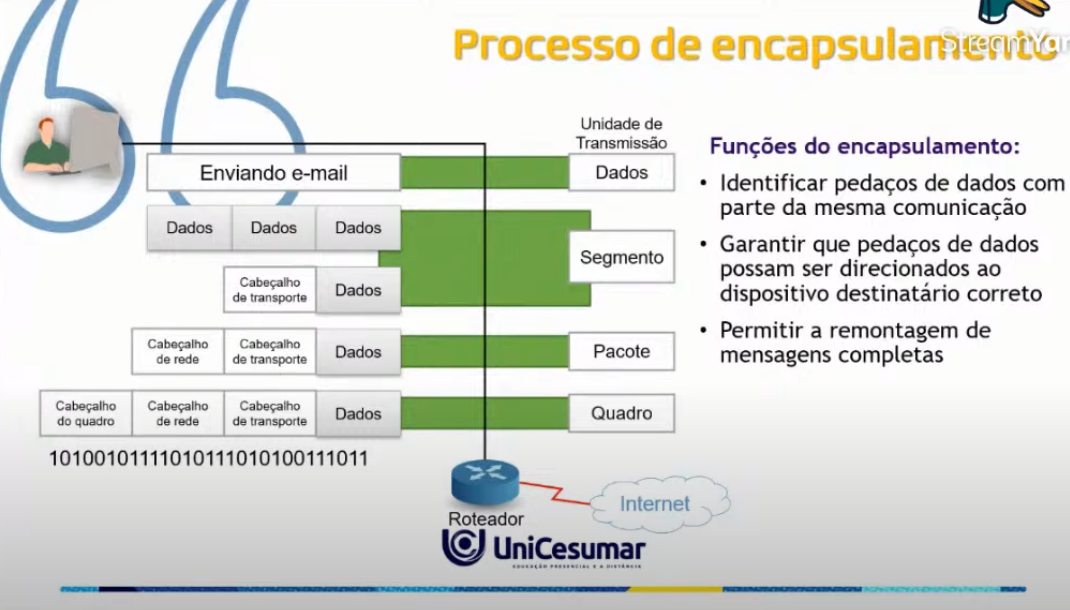 Processo de encapsulamento
StreamYar
Unidade de
Transmissão
Enviando e-mail
Dados
Dados
Dados
Dados
Segmento
Cabeçalho
de transporte
Dados
Cabeçalho
de rede
Cabeçalho
de transporte
Dados
Pacote
Cabeçalho
do quadro
Cabeçalho
de rede
Cabeçalho
de transporte
Dados
Quadro
10100101111010111010100111011
Roteador
Internet
Funções do encapsulamento:
• Identificar pedaços de dados com
parte da mesma comunicação
• Garantir que pedaços de dados
possam ser direcionados ao
dispositivo destinatário correto
• Permitir a remontagem de
mensagens completas
UniCesumar
EDUCAÇÃO PRESENCIAL E A DISTÂNCIA